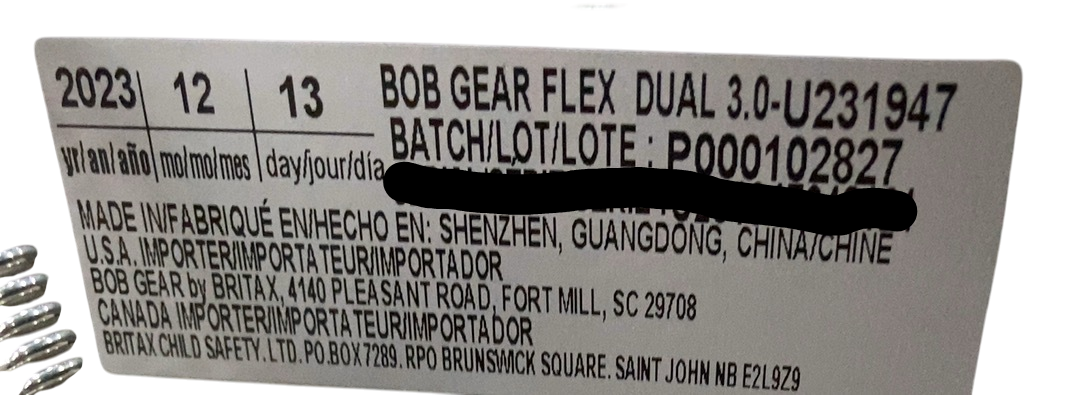 2023 12 13
yr/an/año mo/mo/mes day/jour/día
BOB GEAR FLEX DUAL 3.0-U231947
BATCH/LOT/LOTE : P000102827
MADE IN/FABRIQUÉ EN/HECHO EN: SHENZHEN, GUANGDONG, CHINA/CHINE
U.S.A. IMPORTER/IMPORTATEUR/IMPORTADOR
BOB GEAR by BRITAX, 4140 PLEASANT ROAD, FORT MILL, SC 29708
CANADA IMPORTER/IMPORTATEUR/IMPORTADOR
BRITAX CHILD SAFETY. LTD. PO.BOX 7289. RPO BRUNSWICK SQUARE. SAINT JOHN NB E2L9Z9